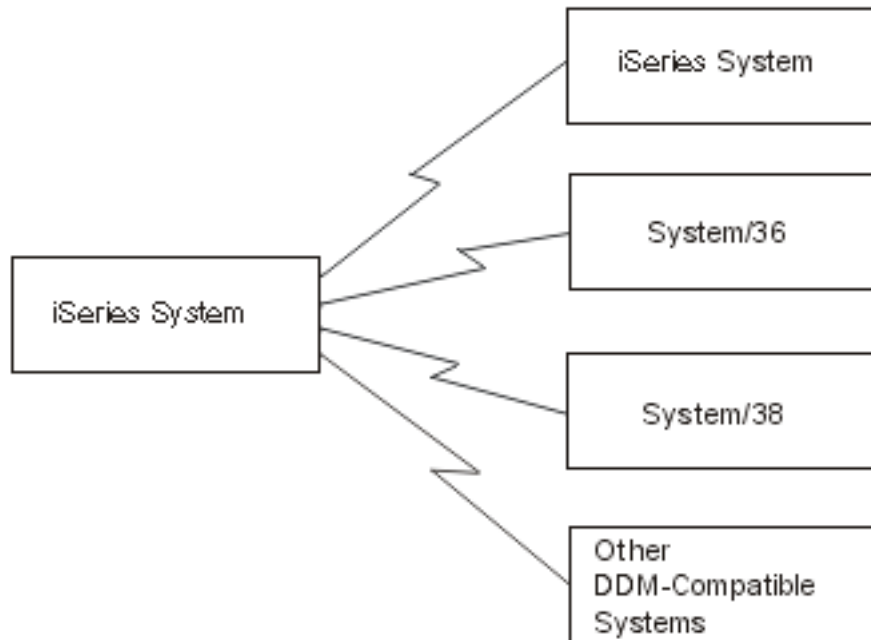 iSeries System
System/36
iSeries System
System/38
Other
DDM-Compatible
Systems